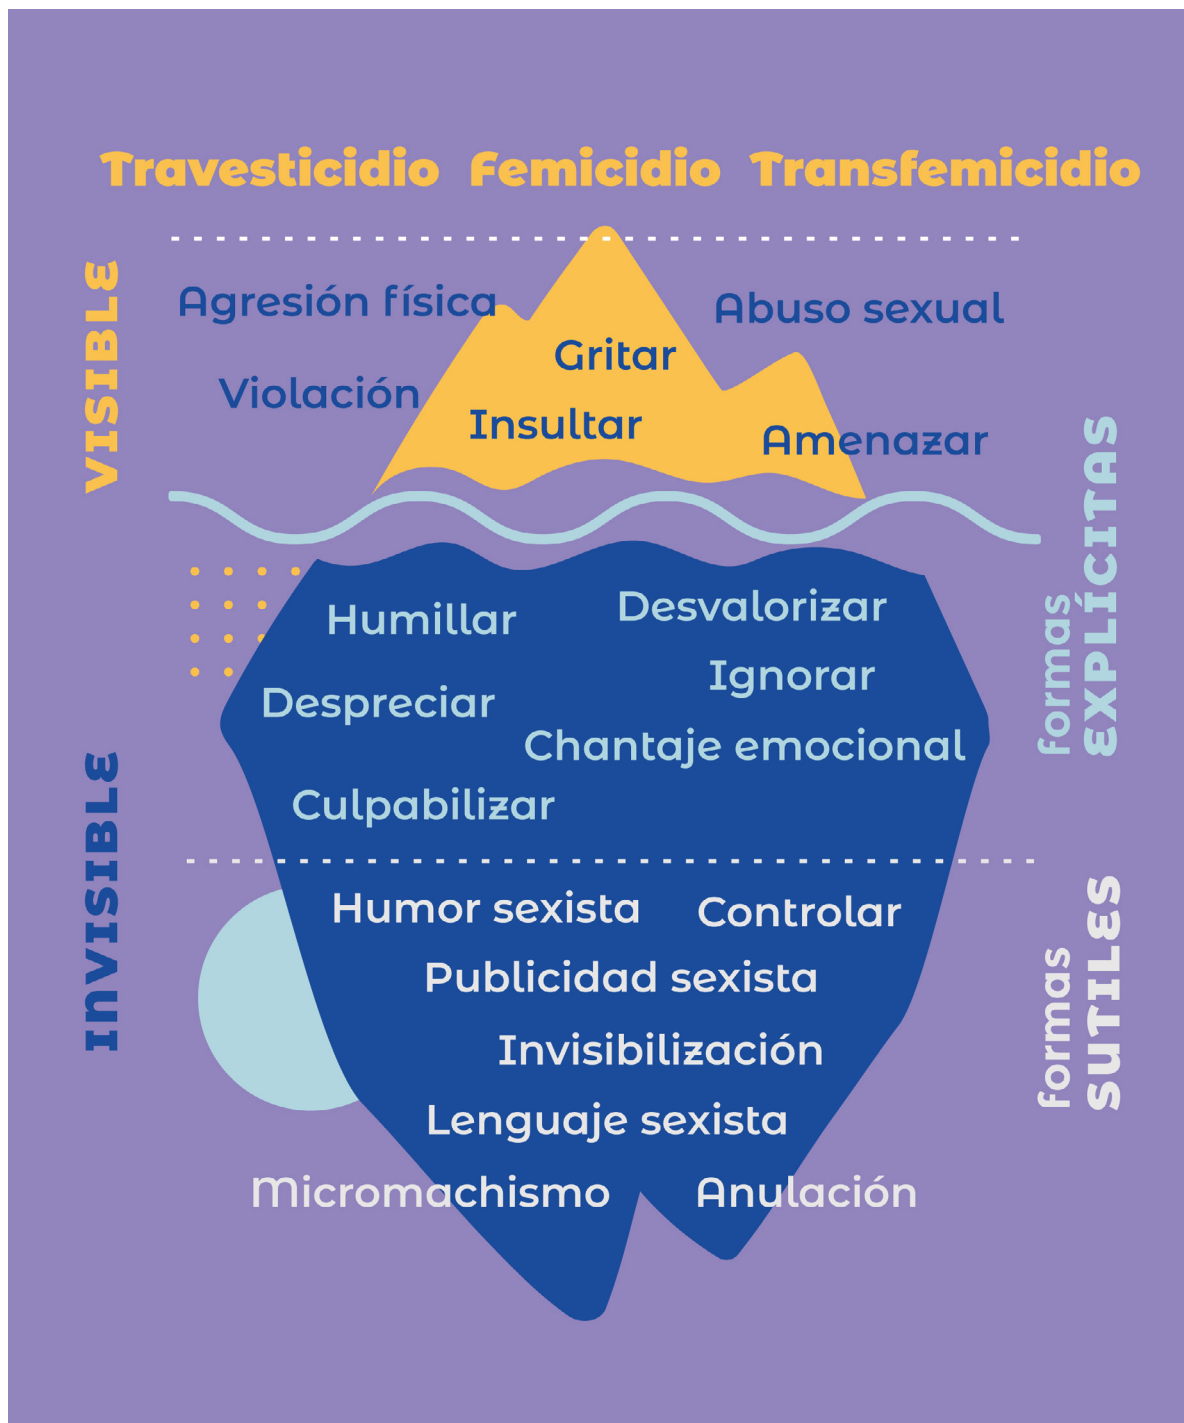 Travesticidio Femicidio Transfemicidio
VISIBLE
Agresión física
Abuso sexual
Gritar
Violación
Insultar
Amenazar
formas
EXPLÍCITAS
Humillar
Desvalorizar
Ignorar
Despreciar
Chantaje emocional
Culpabilizar
INVISIBLE
Humor sexista
Controlar
Publicidad sexista
Invisibilización
Lenguaje sexista
Micromachismo
Anulación
formas
SUTILES